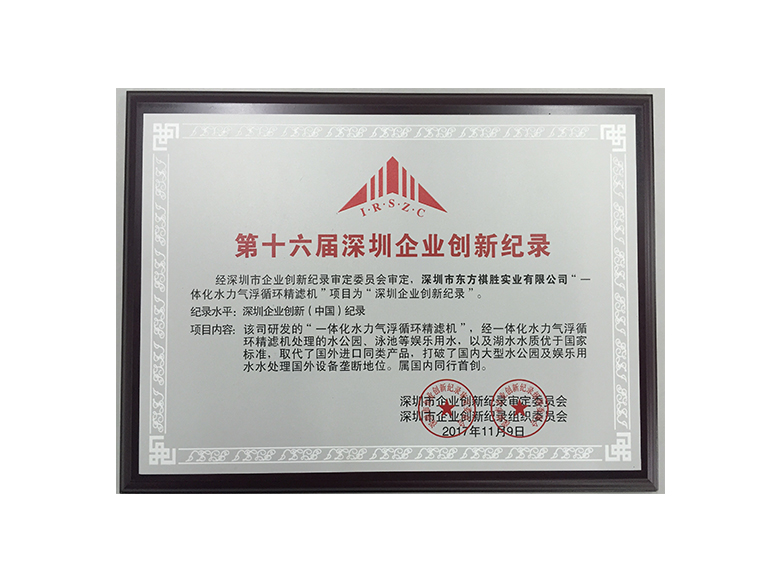 I·R·S·Z·C
第十六届深圳企业创新纪录
经深圳市企业创新纪录审定委员会审定，深圳市东方祺胜实业有限公司“一
体化水力气浮循环精滤机”项目为“深圳企业创新纪录”。
纪录水平：深圳企业创新（中国）纪录
项目内容：该司研发的“一体化水力气浮循环精滤机”，经一体化水力气浮
循环精滤机处理的水公园、泳池等娱乐用水，以及湖水水质优于国家
标准，取代了国外进口同类产品，打破了国内大型水公园及娱乐用
水水处理国外设备垄断地位。属国内同行首创。
深圳市企业创新纪录审定委员会
深圳市企业创新纪录组织委员会
2017年11月9日